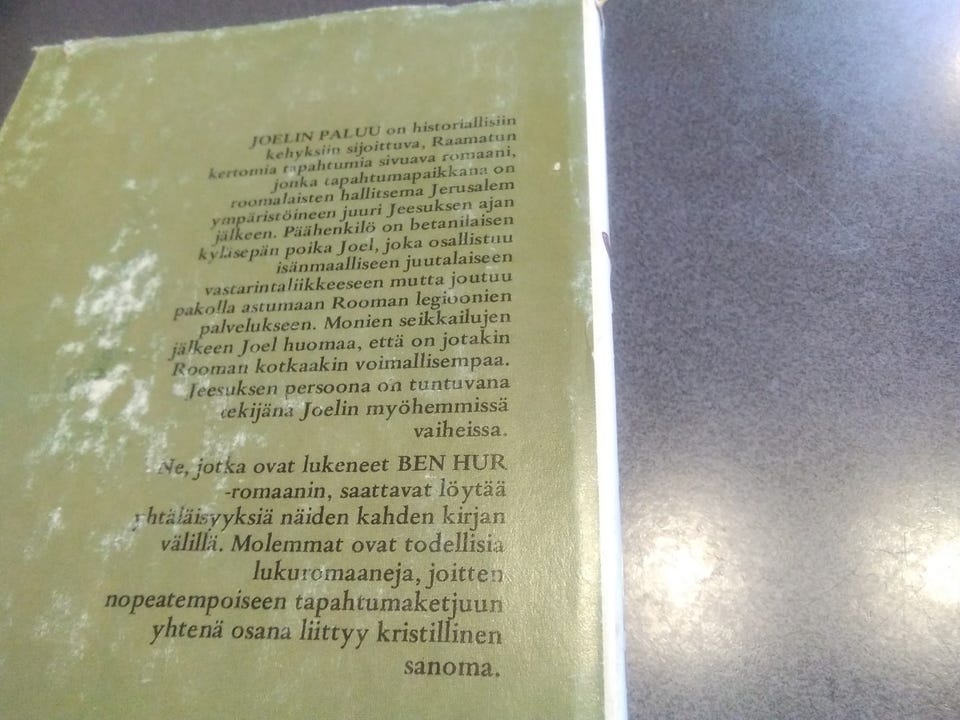 JOELIN PALUU on historiallisiin
kehyksiin sijoittuva, Raamatun
kertomia tapahtumia sivuava romaani,
jonka tapahtumapaikkana on
roomalaisten hallitsema Jerusalem
ympäristöineen juuri Jeesuksen ajan
jälkeen. Päähenkilö on betanilaisen
kyläsepän poika Joel, joka osallistuu
isänmaalliseen juutalaiseen
vastarintaliikkeeseen mutta joutuu
pakolla astumaan Rooman legioonien
palvelukseen. Monien seikkailujen
jälkeen Joel huomaa, että on jotakin
Rooman kotkaakin voimallisempaa.
Jeesuksen persoona on tuntuvana
tekijänä Joelin myöhemmissä
vaiheissa.
Ne, jotka ovat lukeneet BEN HUR
-romaanin, saattavat löytää
yhtäläisyyksiä näiden kahden kirjan
välillä. Molemmat ovat todellisia
lukuromaaneja, joitten
nopeatempoiseen tapahtumaketjuun
yhtenä osana liittyy kristillinen
sanoma.